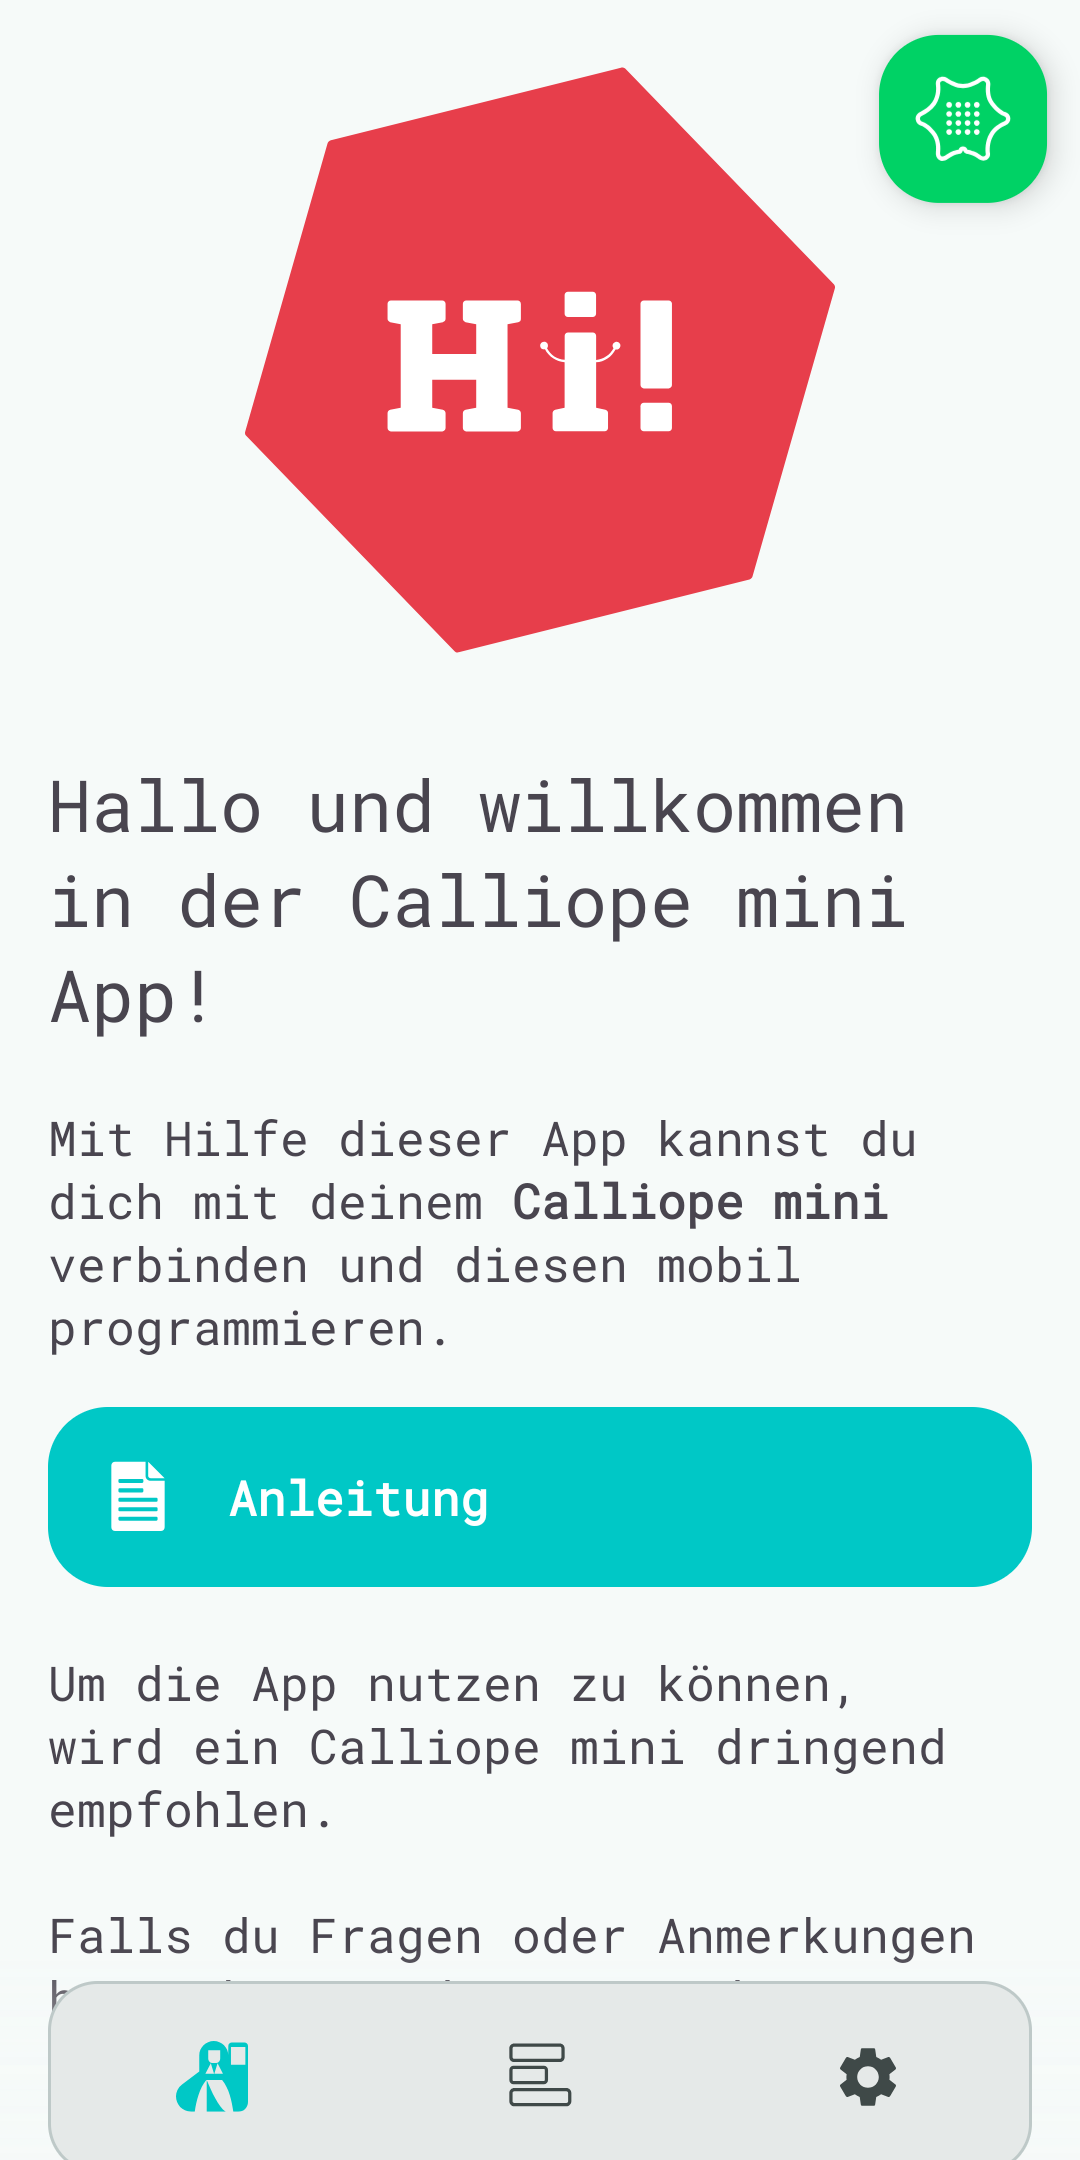 Hi!
Hallo und willkommen
in der Calliope mini
App!
Mit Hilfe dieser App kannst du
dich mit deinem Calliope mini
verbinden und diesen mobil
programmieren.
Anleitung
Um die App nutzen zu können,
wird ein Calliope mini dringend
empfohlen.
Falls du Fragen oder Anmerkungen